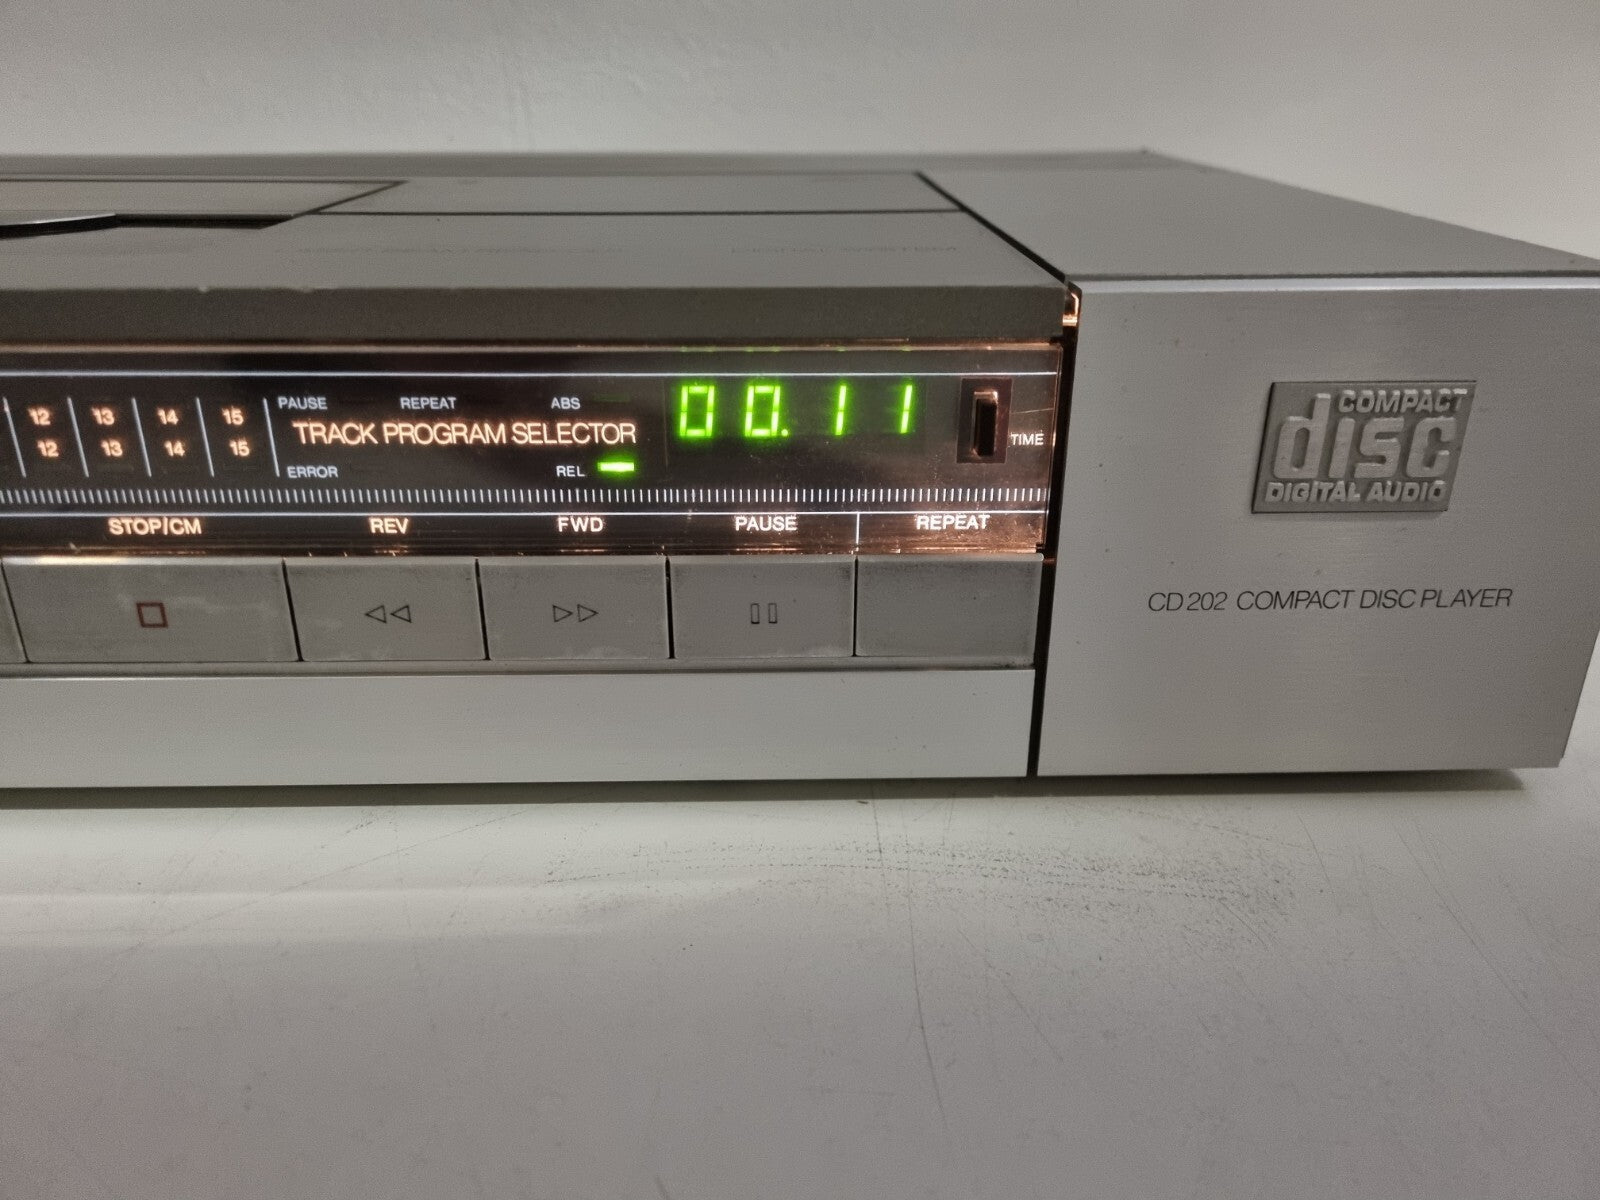 12 13 14 15
12 13 14 15
PAUSE REPEAT ABS
TRACK PROGRAM SELECTOR
ERROR REL
00.11
TIME
STOP/CM REV FWD PAUSE REPEAT
COMPACT
disc
DIGITAL AUDIO
CD 202 COMPACT DISC PLAYER